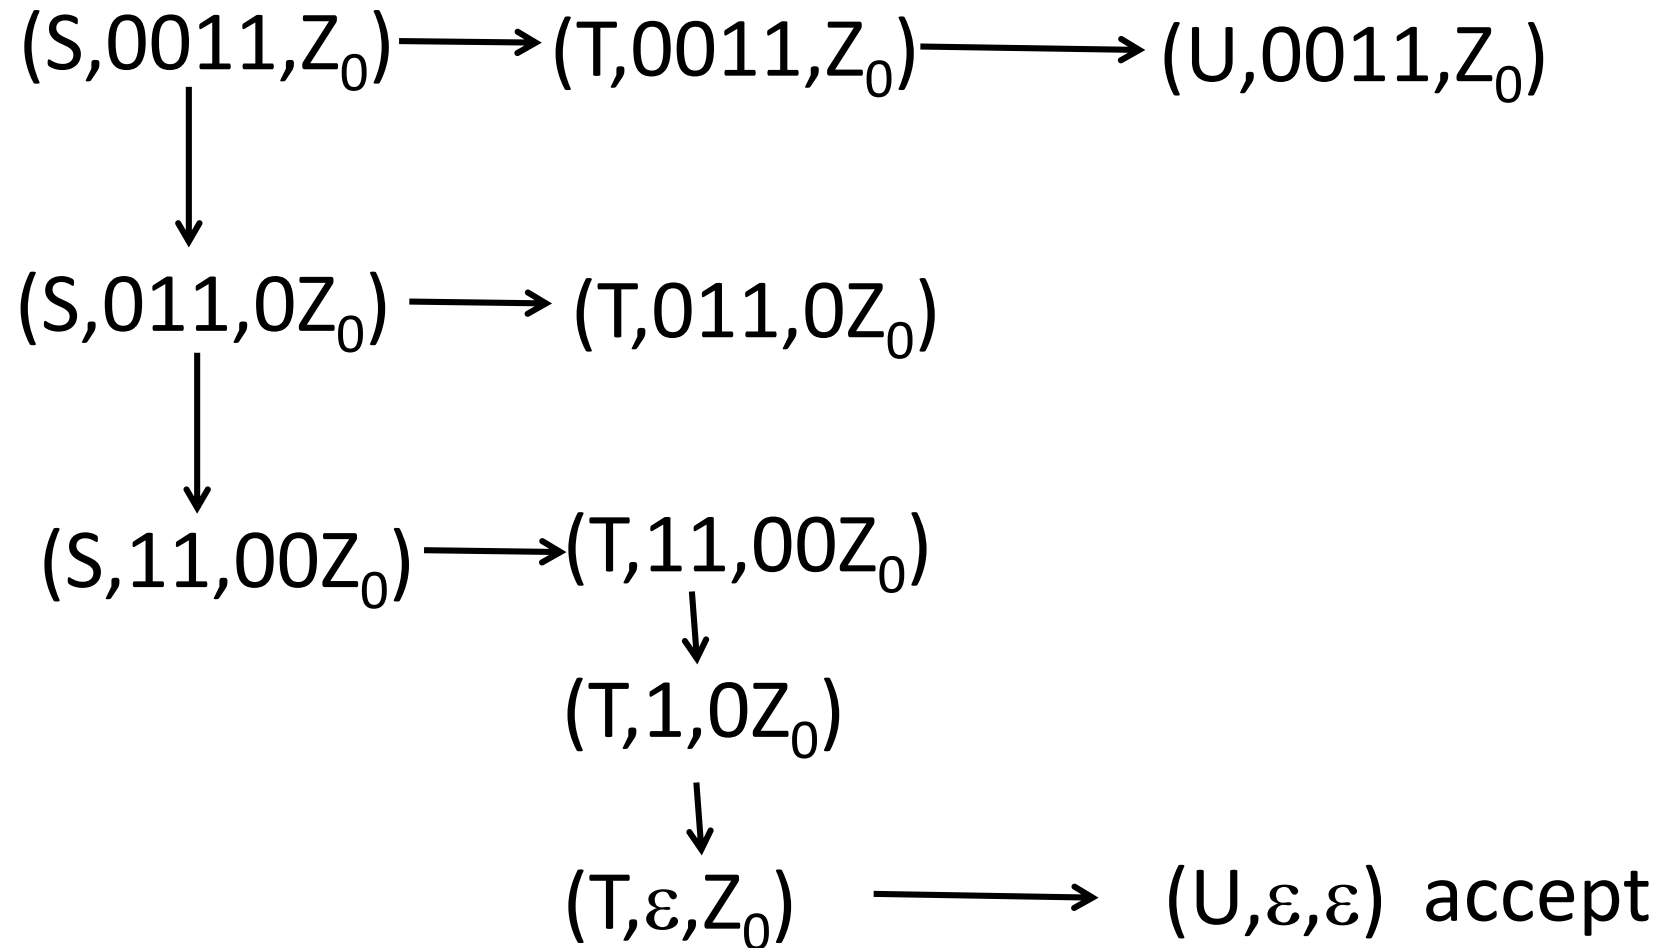 (S,0011,Z₀) (T,0011,Z₀) (U,0011,Z₀)
(S,011,0Z₀) (T,011,0Z₀)
(S,11,00Z₀) (T,11,00Z₀)
(T,1,0Z₀)
(T,ε,Z₀) (U,ε,ε) accept